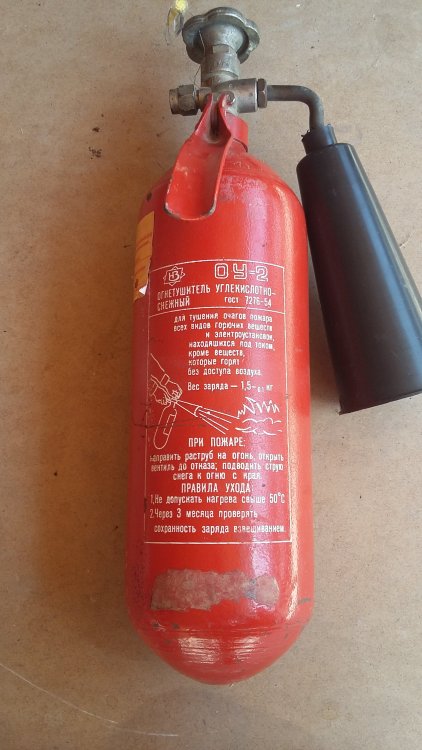 ОУ-2
ОГНЕТУШИТЕЛЬ УГЛЕКИСЛОТНО-
СНЕЖНЫЙ ГОСТ 7276-54
для тушения очагов пожара
всех видов горючих веществ
и электроустановок,
находящихся под током,
кроме веществ,
которые горят
без доступа воздуха.
Вес заряда — 1,5 кг
ПРИ ПОЖАРЕ:
Направить раструб на огонь, открыть
вентиль до отказа; подводить струю
снега к огню с края.
ПРАВИЛА УХОДА:
1. Не допускать нагрева свыше 50°C
2. Через 3 месяца проверять
сохранность заряда взвешиванием.